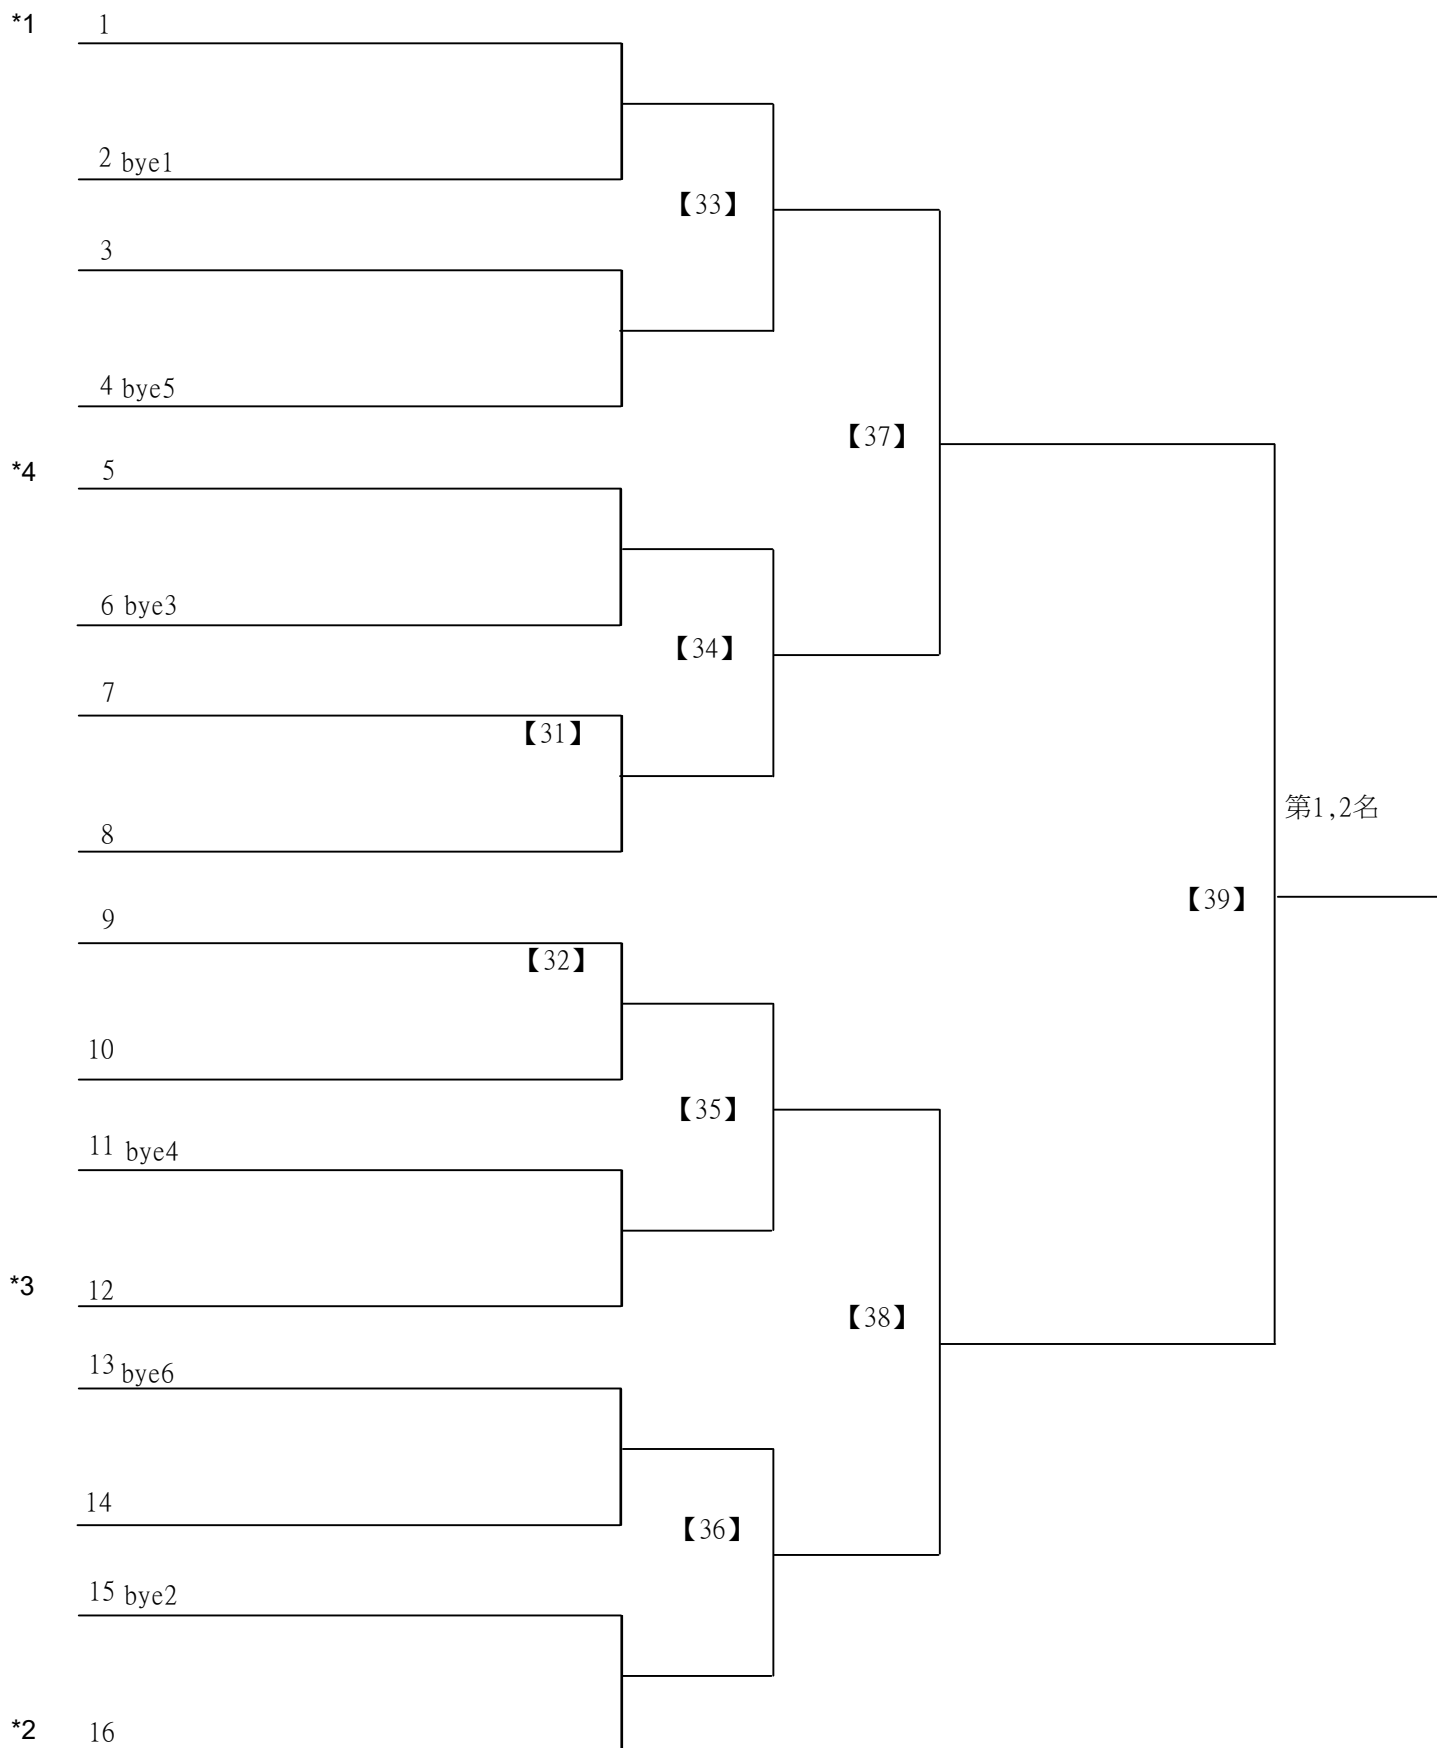 *1 1
2 bye1
【33】
3
4 bye5
【37】
*4 5
6 bye3
【34】
7
【31】
8
第1,2名
【39】
9
【32】
10
【35】
11 bye4
*3 12
【38】
13 bye6
14
【36】
15 bye2
*2 16